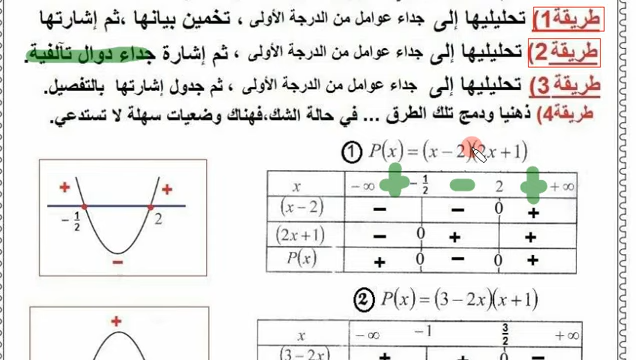 طريقة1) تحليليها إلى جداء عوامل من الدرجة الأولى ، تخمين بيانها ،ثم إشارتها
طريقة2) تحليليها إلى جداء عوامل من الدرجة الأولى ، ثم إشارة جداء دوال تآلفية.
طريقة3) تحليليها إلى جداء عوامل من الدرجة الأولى ، ثم جدول إشارتها بالتفصيل.
طريقة4) ذهنيا ودمج تلك الطرق ... في حالة الشك،فهناك وضعيات سهلة لا تستدعي.
① P(x) = (x − 2)(2x + 1)
x −∞ + −1/2 − 2 + +∞
(x − 2) − − 0 +
(2x + 1) − 0 + +
P(x) + 0 − 0 +
+ +
−1/2 2
−
② P(x) = (3 − 2x)(x + 1)
x −∞ −1 3/2 +∞
(3 − 2x) + + 0 −
+